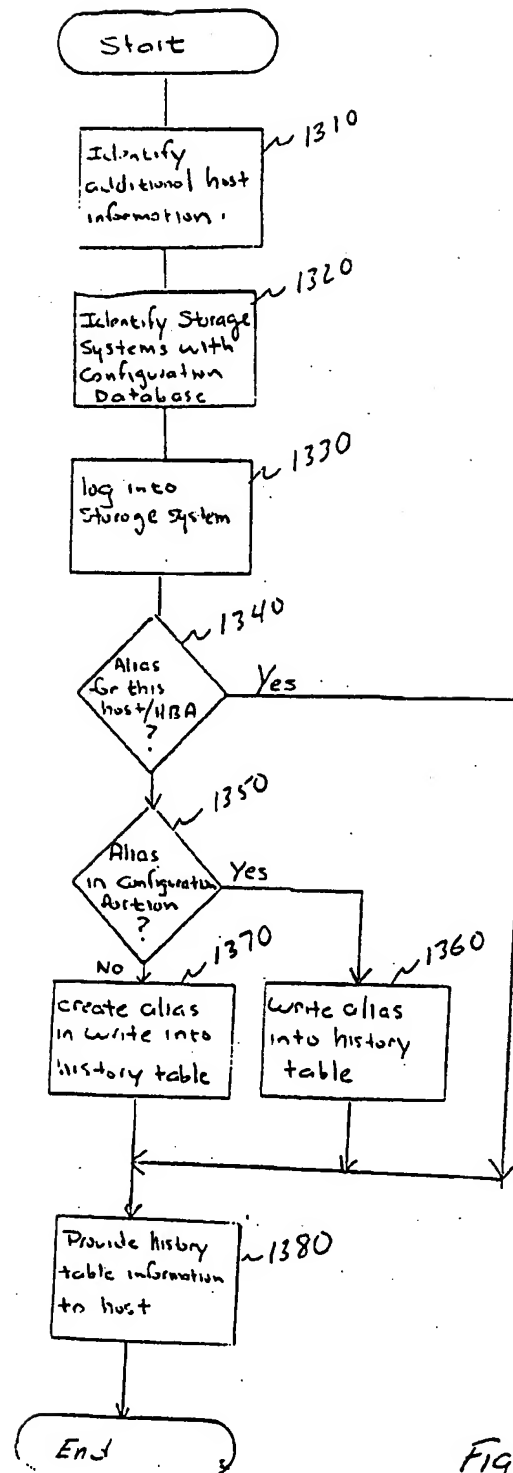 Start
1310
Identify
additional host
information.
1320
Identify Storage
Systems with
Configuration
Database
1330
log into
Storage System
1340
Alias
for this
host/HBA
?
Yes
1350
Alias
in Configuration
Portion
?
Yes
No
1370
create alias
in write into
history table
1360
write alias
into history
table
Provide history
table information
to host
1380
End
FIG